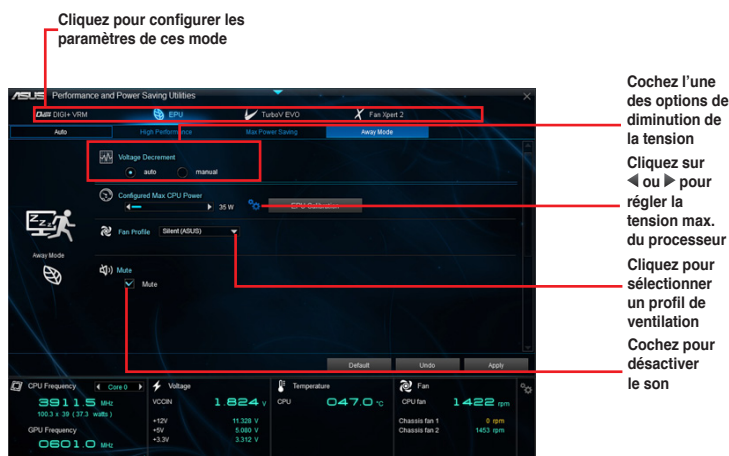 Cliquez pour configurer les
paramètres de ces mode
ASUS Performance and Power Saving Utilities
DIGI+ VRM
EPU
TurboV EVO
Fan Xpert 2
Auto
High Performance
Max Power Saving
Away Mode
Voltage Decrement
auto
manual
Configured Max CPU Power
35 W
EPU Calibration
Fan Profile
Silent (ASUS)
Away Mode
Mute
Mute
Default
Undo
Apply
CPU Frequency
Core 0
3911.5 MHz
100.3 x 39 (37.3 watts)
GPU Frequency
0601.0 MHz
Voltage
VCCIN
1.824 V
+12V
11.328 V
+5V
5.080 V
+3.3V
3.312 V
Temperature
CPU
047.0 °C
Fan
CPU fan
1422 rpm
Chassis fan 1
0 rpm
Chassis fan 2
1453 rpm
Cochez l'une
des options de
diminution de
la tension
Cliquez sur
◀ ou ▶ pour
régler la
tension max.
du processeur
Cliquez pour
sélectionner
un profil de
ventilation
Cochez pour
désactiver
le son